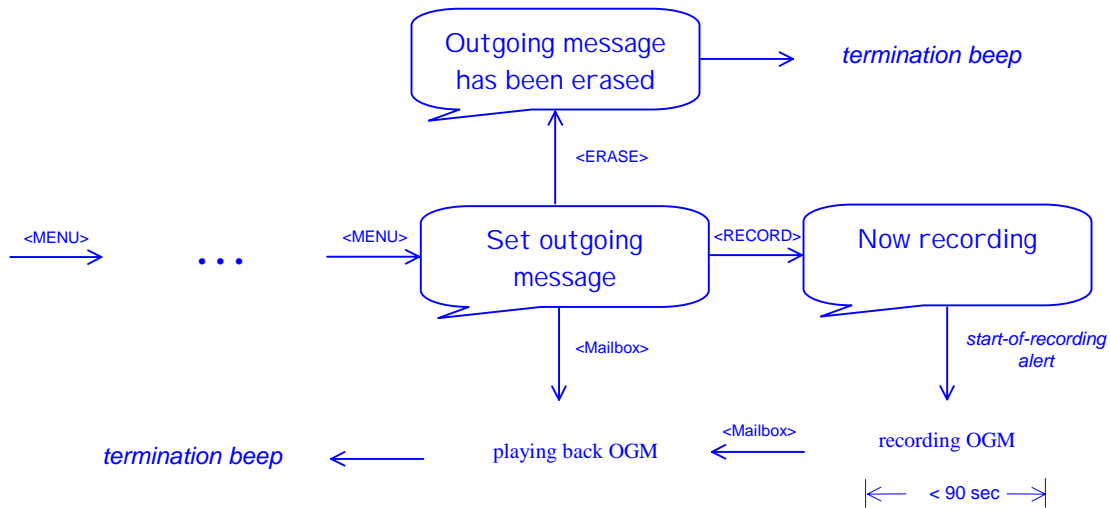 Outgoing message
has been erased
termination beep
<ERASE>
<MENU>
...
<MENU>
Set outgoing
message
<RECORD>
Now recording
<Mailbox>
start-of-recording
alert
termination beep
playing back OGM
<Mailbox>
recording OGM
< 90 sec